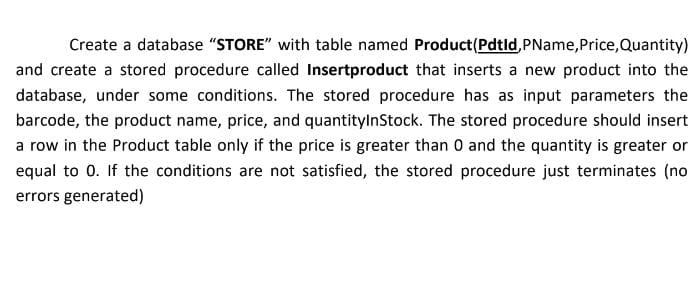 Create a database “STORE” with table named Product(PdtId,PName,Price,Quantity)
and create a stored procedure called Insertproduct that inserts a new product into the
database, under some conditions. The stored procedure has as input parameters the
barcode, the product name, price, and quantityInStock. The stored procedure should insert
a row in the Product table only if the price is greater than 0 and the quantity is greater or
equal to 0. If the conditions are not satisfied, the stored procedure just terminates (no
errors generated)